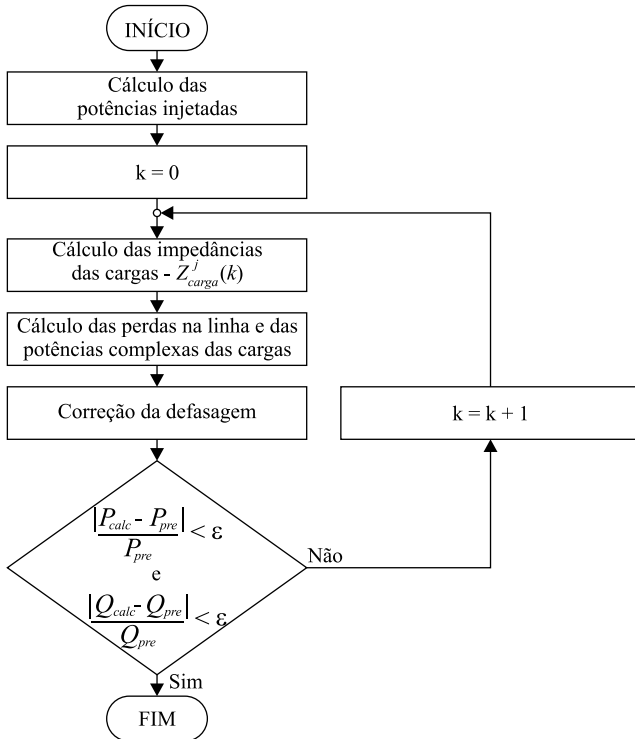 INÍCIO
Cálculo das
potências injetadas
k = 0
Cálculo das impedâncias
das cargas - Z^j_carga(k)
Cálculo das perdas na linha e das
potências complexas das cargas
Correção da defasagem
k = k + 1
|P_calc - P_pre| / P_pre < ε
e
|Q_calc - Q_pre| / Q_pre < ε
Não
Sim
FIM